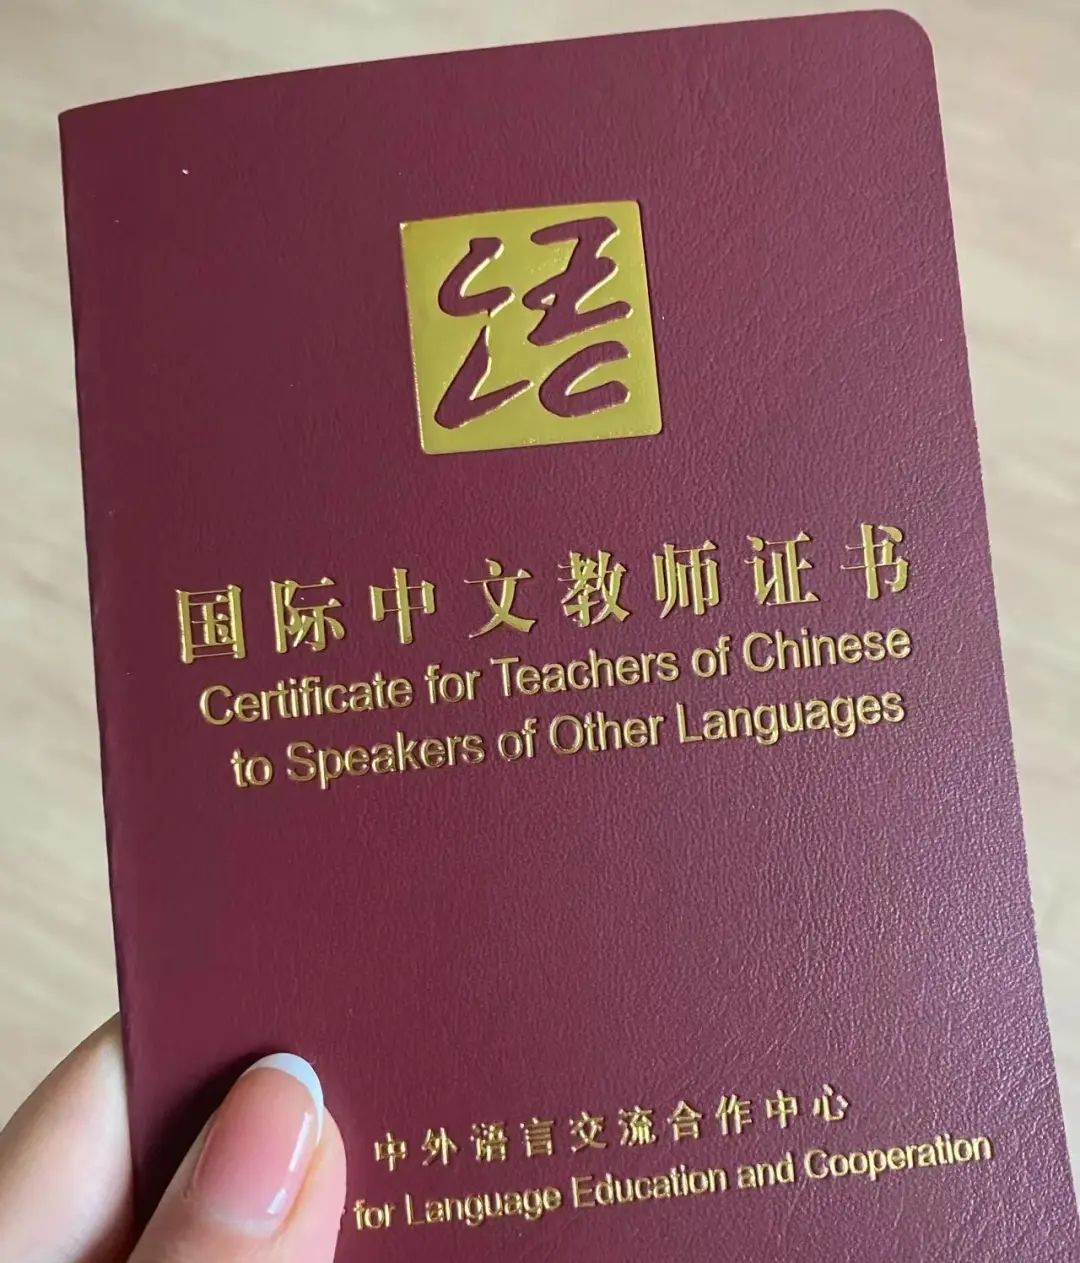 国际中文教师证书
Certificate for Teachers of Chinese
to Speakers of Other Languages
中外语言交流合作中心
for Language Education and Cooperation